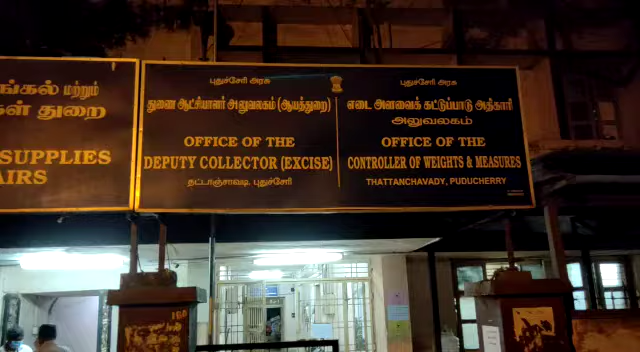 ங்கல் மற்றும்
கள் துறை
SUPPLIES
AIRS
புதுச்சேரி அரசு
துணை ஆட்சியாளர் அலுவலகம் (ஆயத்துறை)
OFFICE OF THE
DEPUTY COLLECTOR (EXCISE)
தட்டாஞ்சாவடி, புதுச்சேரி
புதுச்சேரி அரசு
எடை அளவைக் கட்டுப்பாடு அதிகாரி
அலுவலகம்
OFFICE OF THE
CONTROLLER OF WEIGHTS & MEASURES
THATTANCHAVADY, PUDUCHERRY